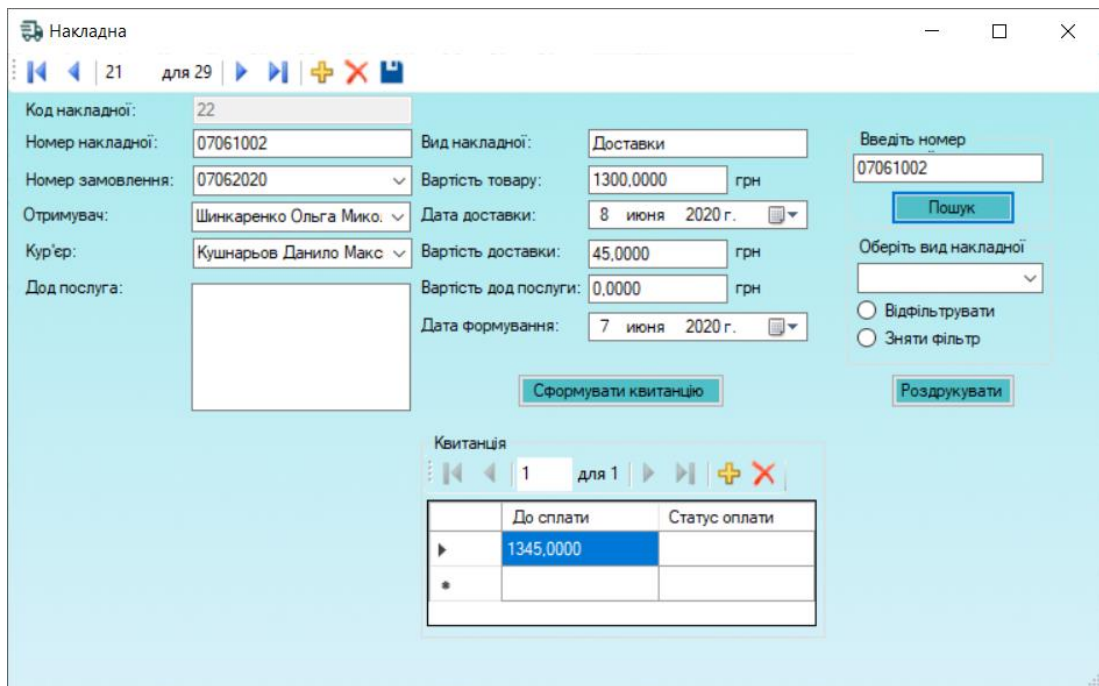 Накладна
21 для 29
Код накладної: 22
Номер накладної: 07061002 Вид накладної: Доставки Введіть номер
07061002
Номер замовлення: 07062020 Вартість товару: 1300,0000 грн
Пошук
Отримувач: Шинкаренко Ольга Мико. Дата доставки: 8 июня 2020 г.
Кур'єр: Кушнарьов Данило Макс Вартість доставки: 45,0000 грн Оберіть вид накладної
Дод послуга: Вартість дод послуги: 0,0000 грн
Відфільтрувати
Дата формування: 7 июня 2020 г.
Зняти фільтр
Сформувати квитанцію Роздрукувати
Квитанція
1 для 1
До сплати Статус оплати
1345,0000